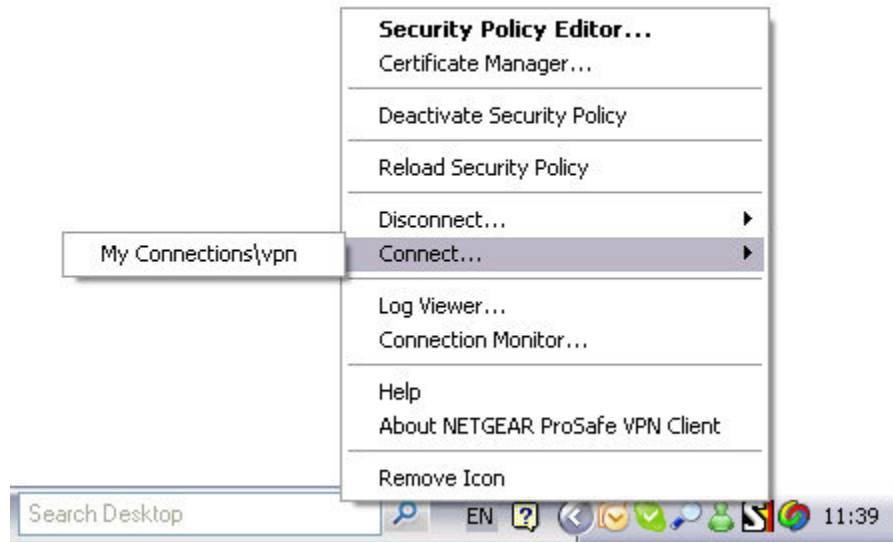 Security Policy Editor...
Certificate Manager...
Deactivate Security Policy
Reload Security Policy
Disconnect...
My Connections\vpn
Connect...
Log Viewer...
Connection Monitor...
Help
About NETGEAR ProSafe VPN Client
Remove Icon
Search Desktop
EN
11:39